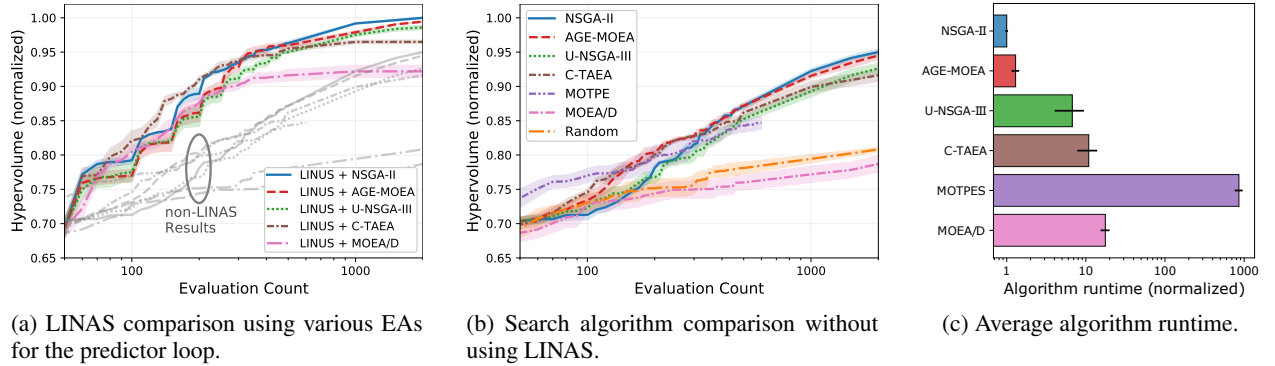 Hypervolume (normalized)
1.00
0.95
0.90
0.85
0.80
0.75
0.70
0.65
100
1000
Evaluation Count
non-LINAS
Results
LINUS + NSGA-II
LINUS + AGE-MOEA
LINUS + U-NSGA-III
LINUS + C-TAEA
LINUS + MOEA/D
(a) LINAS comparison using various EAs
for the predictor loop.
Hypervolume (normalized)
1.00
0.95
0.90
0.85
0.80
0.75
0.70
0.65
100
1000
Evaluation Count
NSGA-II
AGE-MOEA
U-NSGA-III
C-TAEA
MOTPE
MOEA/D
Random
(b) Search algorithm comparison without
using LINAS.
NSGA-II
AGE-MOEA
U-NSGA-III
C-TAEA
MOTPES
MOEA/D
1
10
100
1000
Algorithm runtime (normalized)
(c) Average algorithm runtime.